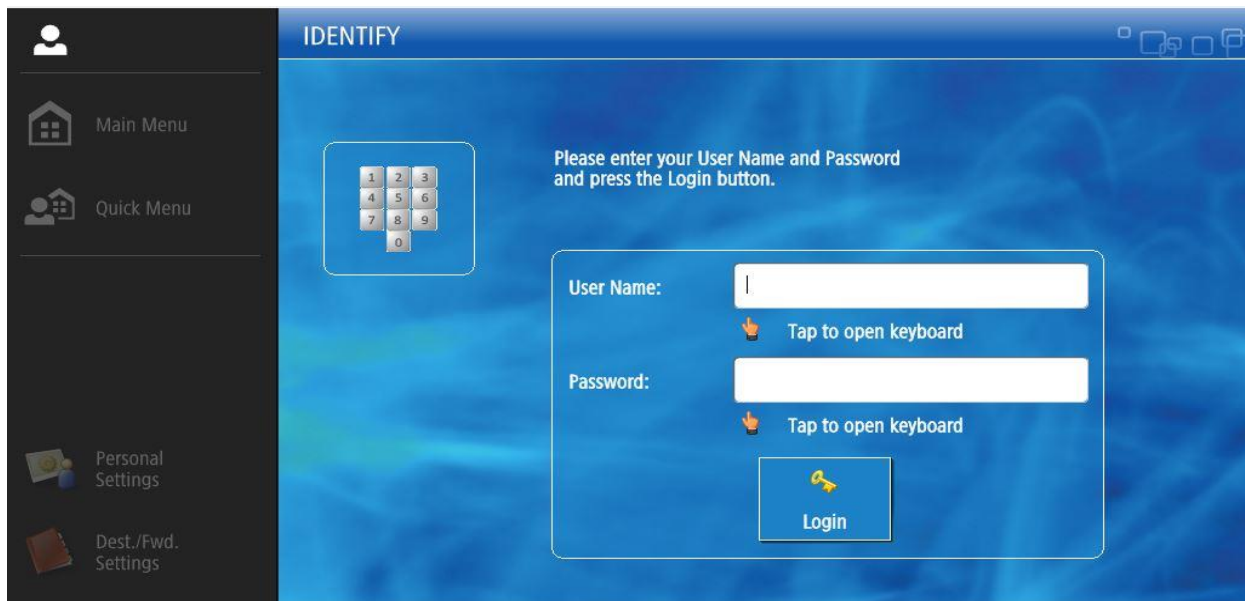 IDENTIFY
Main Menu
Quick Menu
Personal
Settings
Dest./Fwd.
Settings
1 2 3
4 5 6
7 8 9
0
Please enter your User Name and Password
and press the Login button.
User Name:
Tap to open keyboard
Password:
Tap to open keyboard
Login